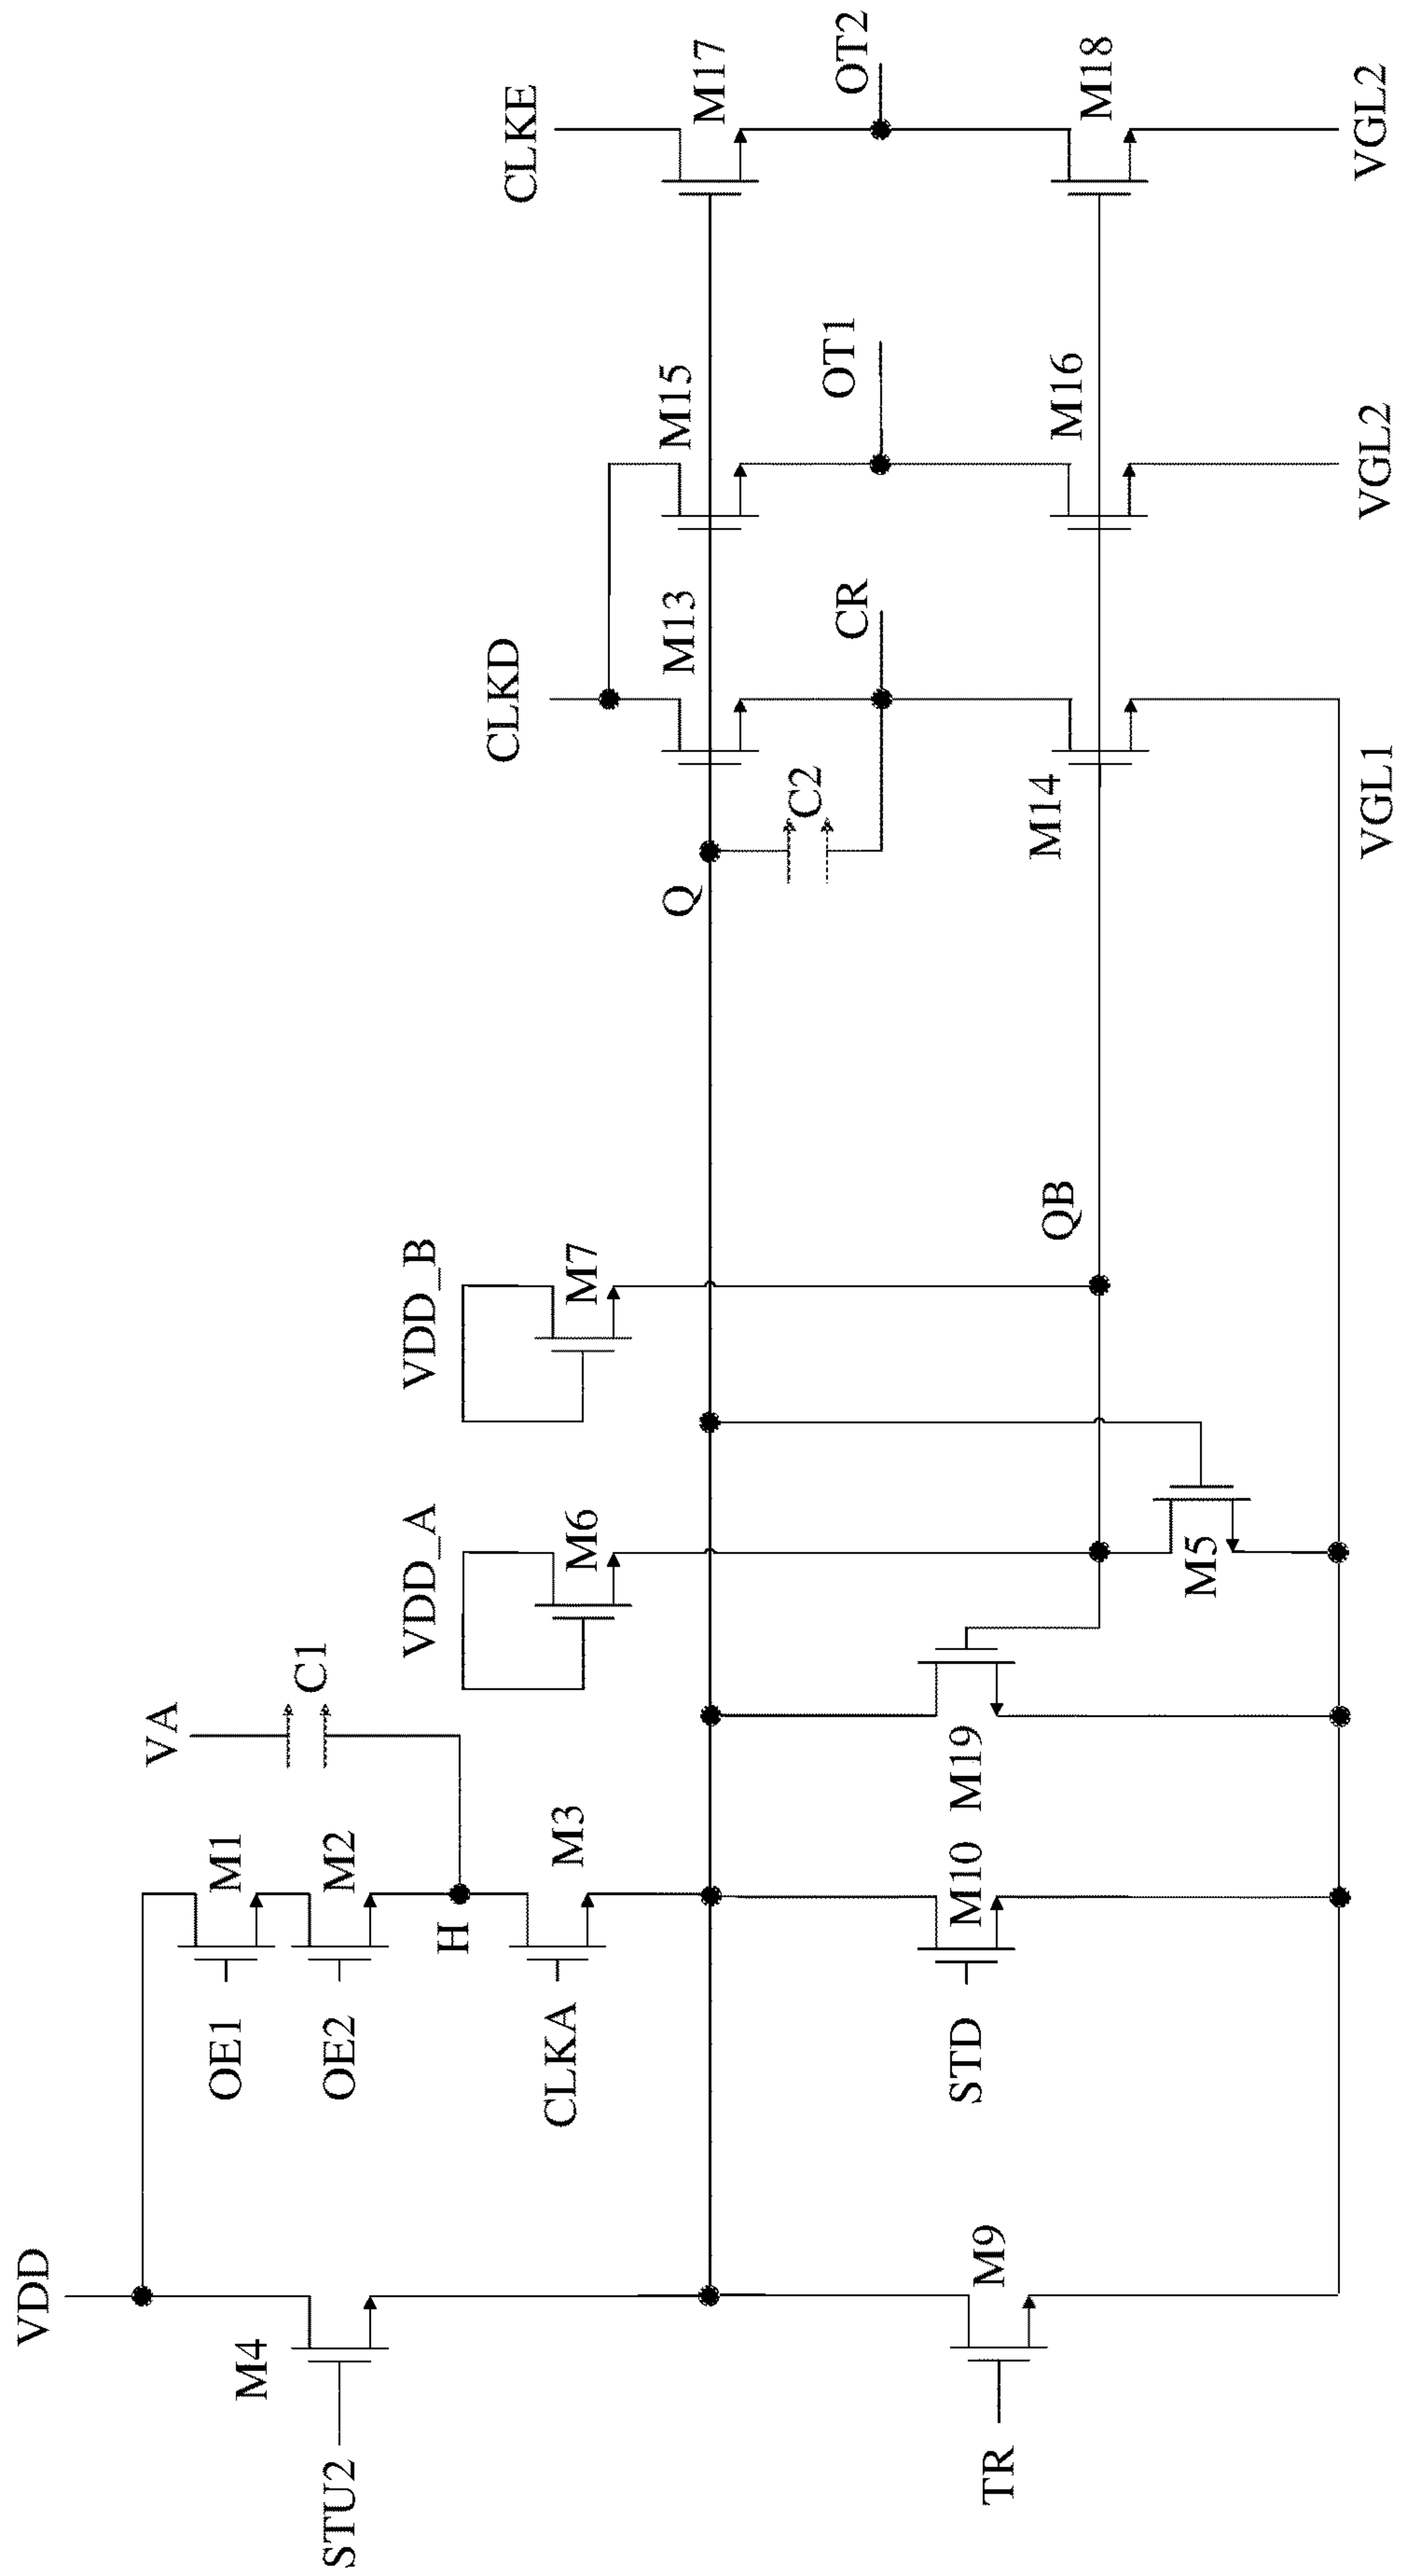 VDD
STU2
M4
OE1
M1
OE2
M2
VA
C1
H
CLKA
M3
VDD_A
M6
VDD_B
M7
CLKD
CLKE
Q
M13
M15
M17
C2
CR
OT1
OT2
TR
M9
STD
M10
M19
QB
M5
M14
M16
M18
VGL1
VGL2
VGL2